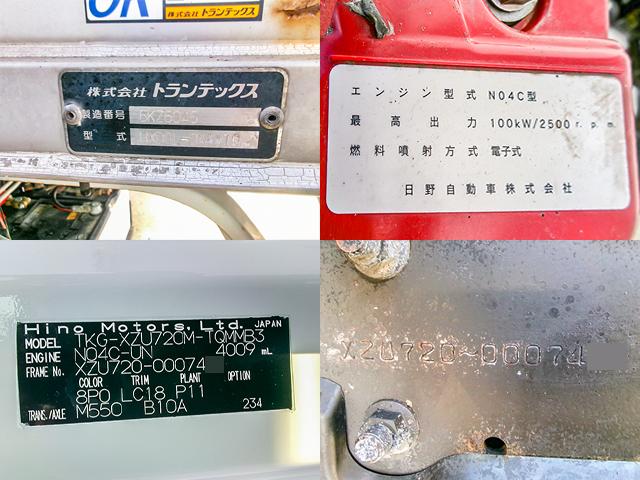 OK
株式会社トランテックス
株式会社 トランテックス
製造番号
型式
エンジン型式 N04C型
最高出力 100kW/2500 r.p.m.
燃料噴射方式 電子式
日野自動車株式会社
Hino Motors, Ltd. JAPAN
MODEL TKG-XZU720M-TQMMB3
ENGINE N04C-UN 4009 mL
FRAME No. XZU720-00074
COLOR TRIM PLANT OPTION
8P0 LC18 P11
TRANS./AXLE M550 B10A 234
XZU720-00074